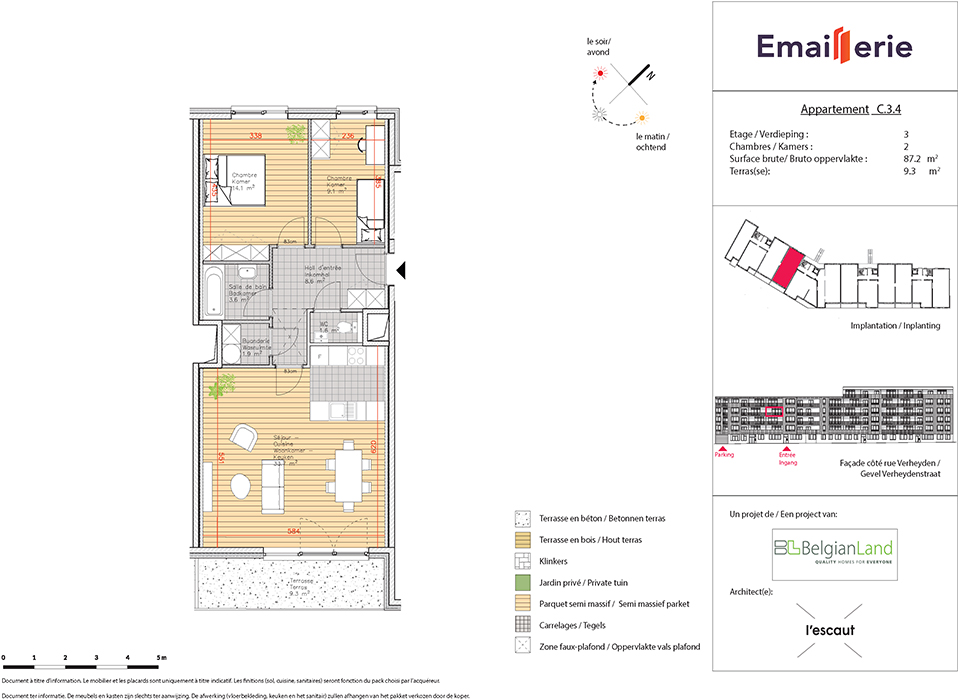 le soir/
avond
N
le matin /
ochtend
Emaillerie
Appartement C.3.4
Etage / Verdieping : 3
Chambres / Kamers : 2
Surface brute/ Bruto oppervlakte : 87.2 m²
Terras(se): 9.3 m²
338
236
Chambre
Kamer
14,1 m²
Chambre
Kamer
9,1 m²
83cm
Hall d'entrée
Inkomhal
8,6 m²
Salle de bain
Badkamer
3,6 m²
WC
1,6 m²
Buanderie
Wasruimte
1,9 m²
83cm
F
Séjour –
Cuisine
Woonkamer –
Keuken
551
620
584
Terrasse
Terras
9,3 m²
Implantation / Inplanting
Parking
Entrée
Ingang
Façade côté rue Verheyden /
Gevel Verheydenstraat
Terrasse en béton / Betonnen terras
Terrasse en bois / Hout terras
Klinkers
Jardin privé / Private tuin
Parquet semi massif / Semi massief parket
Carrelages / Tegels
Zone faux-plafond / Oppervlakte vals plafond
Un projet de / Een project van:
BelgianLand
QUALITY HOMES FOR EVERYONE
Architect(e):
l'escaut
0 1 2 3 4 5 m
Document à titre d'information. Le mobilier et les placards sont uniquement à titre indicatif. Les finitions (sol, cuisine, sanitaires) seront fonction du pack choisi par l'acquéreur.
Document ter informatie. De meubels en kasten zijn slechts ter aanwijzing. De afwerking (vloerbekleding, keuken en het sanitair) zullen afhangen van het pakket verkozen door de koper.